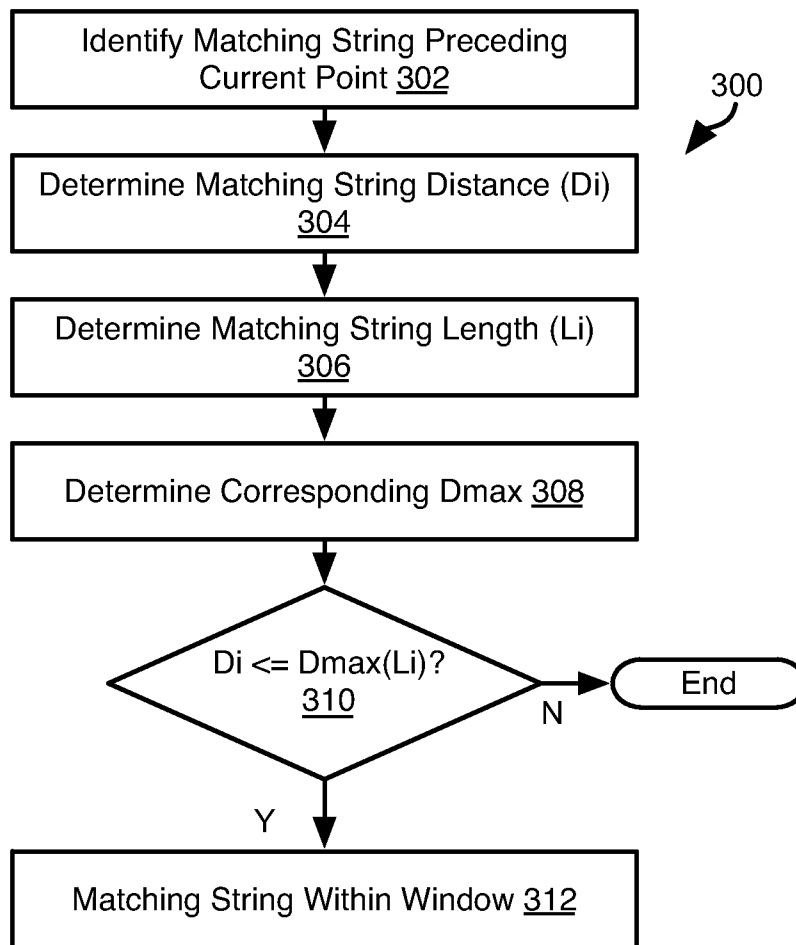 Identify Matching String Preceding
Current Point 302
300
Determine Matching String Distance (Di)
304
Determine Matching String Length (Li)
306
Determine Corresponding Dmax 308
Di <= Dmax(Li)?
310
End
N
Y
Matching String Within Window 312